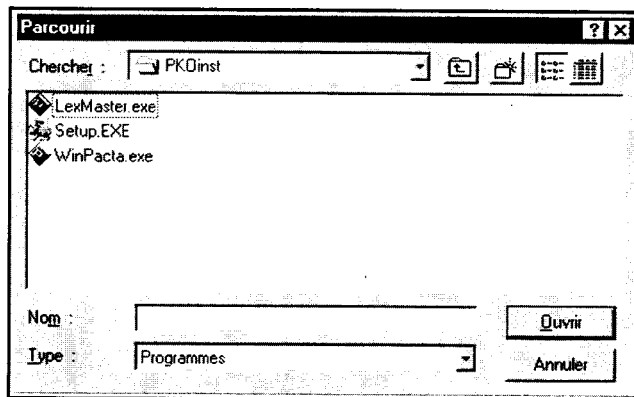 Parcourir
Chercher : PKOinst
LexMaster.exe
Setup.EXE
WinPacta.exe
Nom :
Ouvrir
Type : Programmes
Annuler